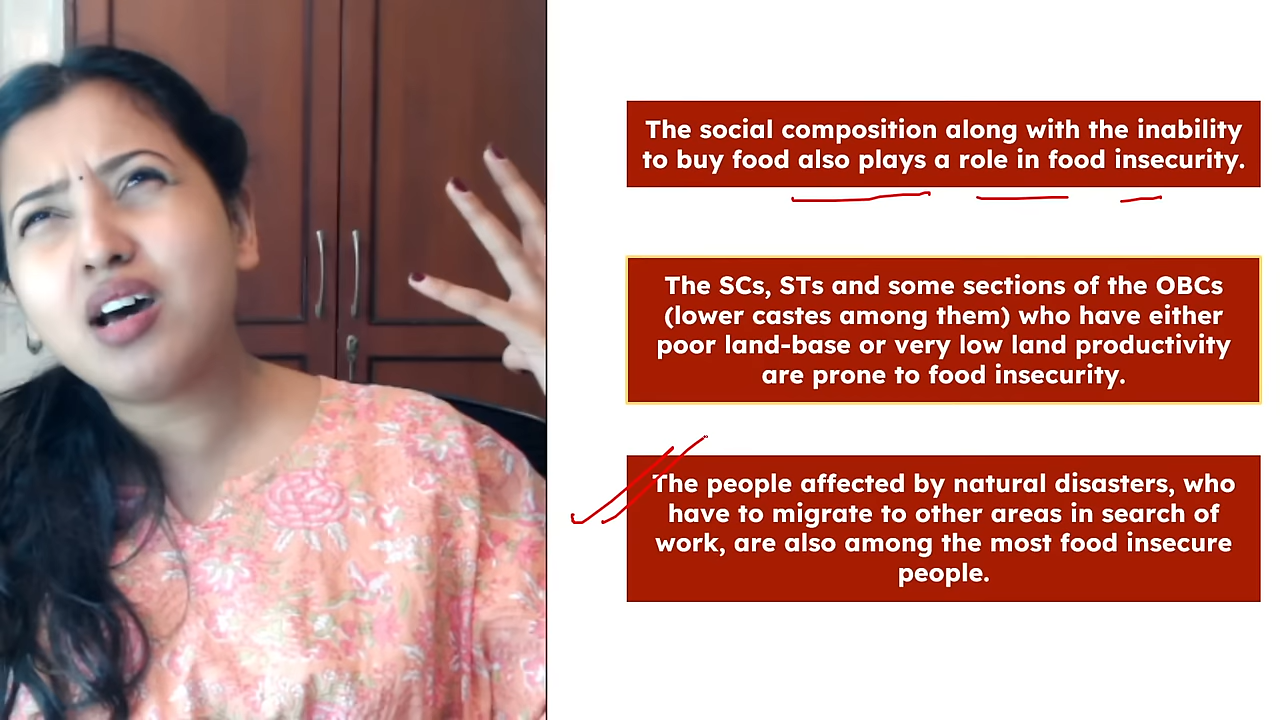 The social composition along with the inability
to buy food also plays a role in food insecurity.
The SCs, STs and some sections of the OBCs
(lower castes among them) who have either
poor land-base or very low land productivity
are prone to food insecurity.
The people affected by natural disasters, who
have to migrate to other areas in search of
work, are also among the most food insecure
people.